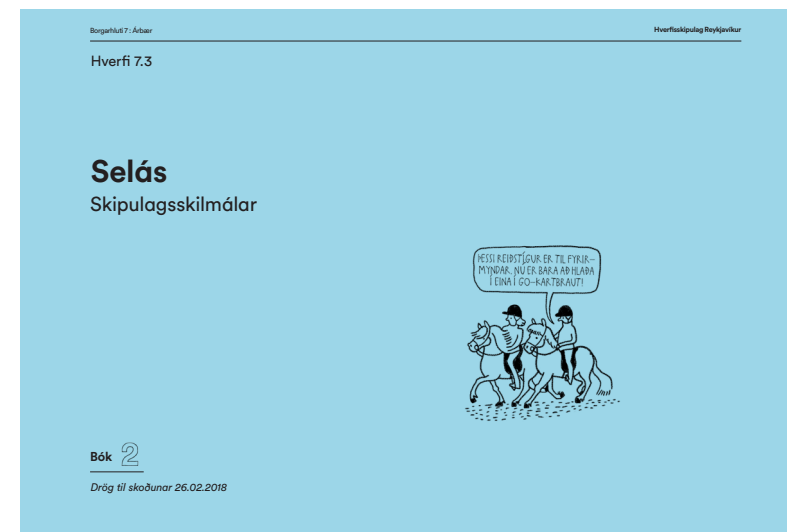 Borgarhluti 7 : Árbær
Hverfisskipulag Reykjavíkur
Hverfi 7.3
Selás
Skipulagsskilmálar
ÞESSI REIÐSTÍGUR ER TIL FYRIR-
MYNDAR. NÚ ER BARA AÐ HLAÐA
Í EINA Í GO-KARTBRAUT!
Bók 2
Drög til skoðunar 26.02.2018